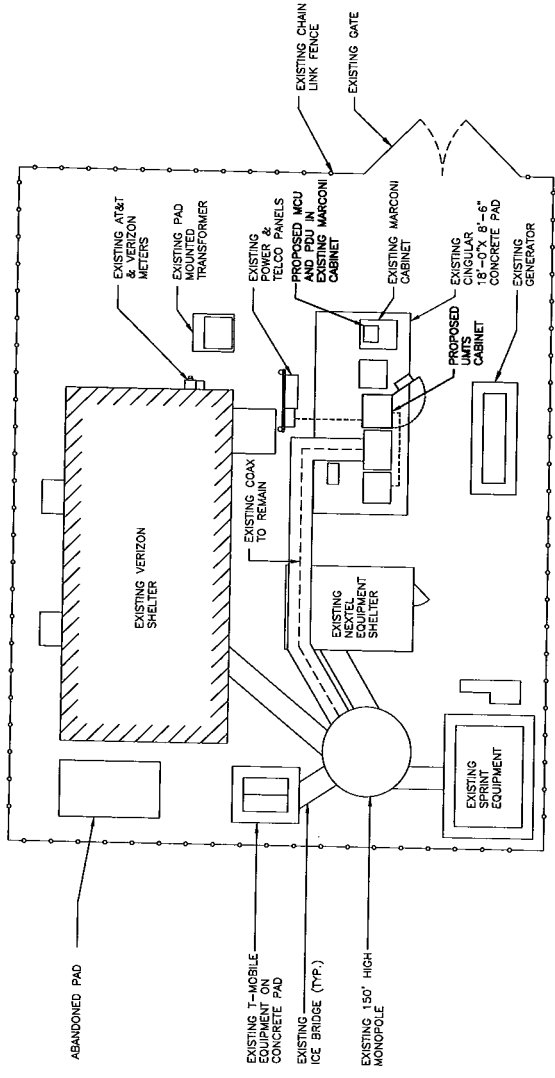 ABANDONED PAD
EXISTING T-MOBILE
EQUIPMENT ON
CONCRETE PAD
EXISTING
ICE BRIDGE (TYP.)
EXISTING 150' HIGH
MONOPOLE
EXISTING VERIZON
SHELTER
EXISTING COAX
TO REMAIN
EXISTING
NEXTEL
EQUIPMENT
SHELTER
EXISTING
SPRINT
EQUIPMENT
EXISTING AT&T
& VERIZON
METERS
EXISTING PAD
MOUNTED
TRANSFORMER
EXISTING
POWER &
TELCO PANELS
PROPOSED MCU
AND PDU IN
EXISTING MARCONI
CABINET
EXISTING MARCONI
CABINET
EXISTING
CINGULAR
18'-0"X 8'-6"
CONCRETE PAD
PROPOSED
UMTS
CABINET
EXISTING
GENERATOR
EXISTING CHAIN
LINK FENCE
EXISTING GATE